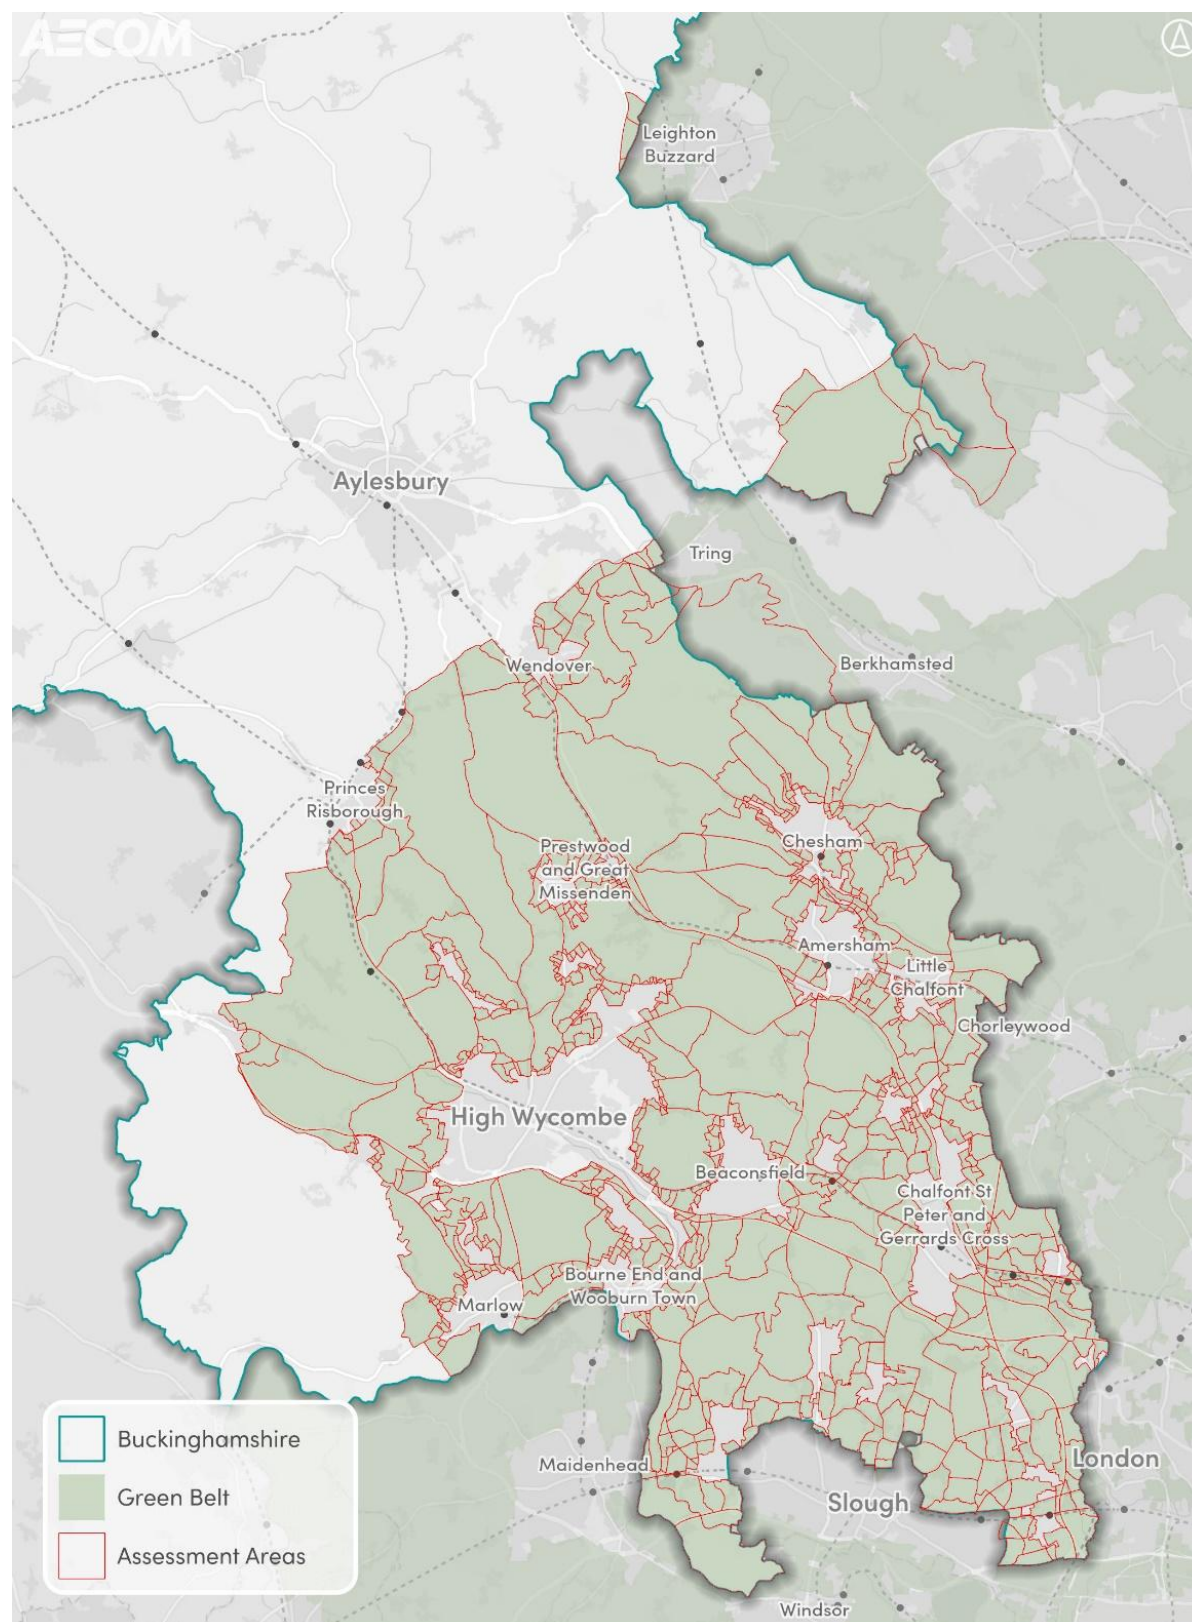 AECOM
Leighton
Buzzard
Aylesbury
Tring
Wendover
Berkhamsted
Princes
Risborough
Prestwood
and Great
Missenden
Chesham
Amersham
Little
Chalfont
Chorleywood
High Wycombe
Beaconsfield
Chalfont St
Peter and
Gerrards Cross
Bourne End and
Wooburn Town
Marlow
Maidenhead
London
Slough
Windsor
Buckinghamshire
Green Belt
Assessment Areas